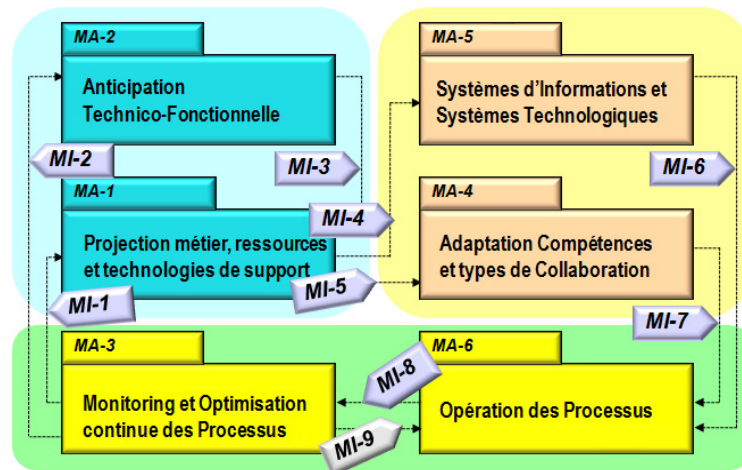 MA-2
Anticipation
Technico-Fonctionnelle
MI-2
MI-3
MA-1
Projection métier, ressources
et technologies de support
MI-1
MI-4
MI-5
MA-5
Systèmes d'Informations et
Systèmes Technologiques
MI-6
MA-4
Adaptation Compétences
et types de Collaboration
MI-7
MA-3
Monitoring et Optimisation
continue des Processus
MI-8
MI-9
MA-6
Opération des Processus